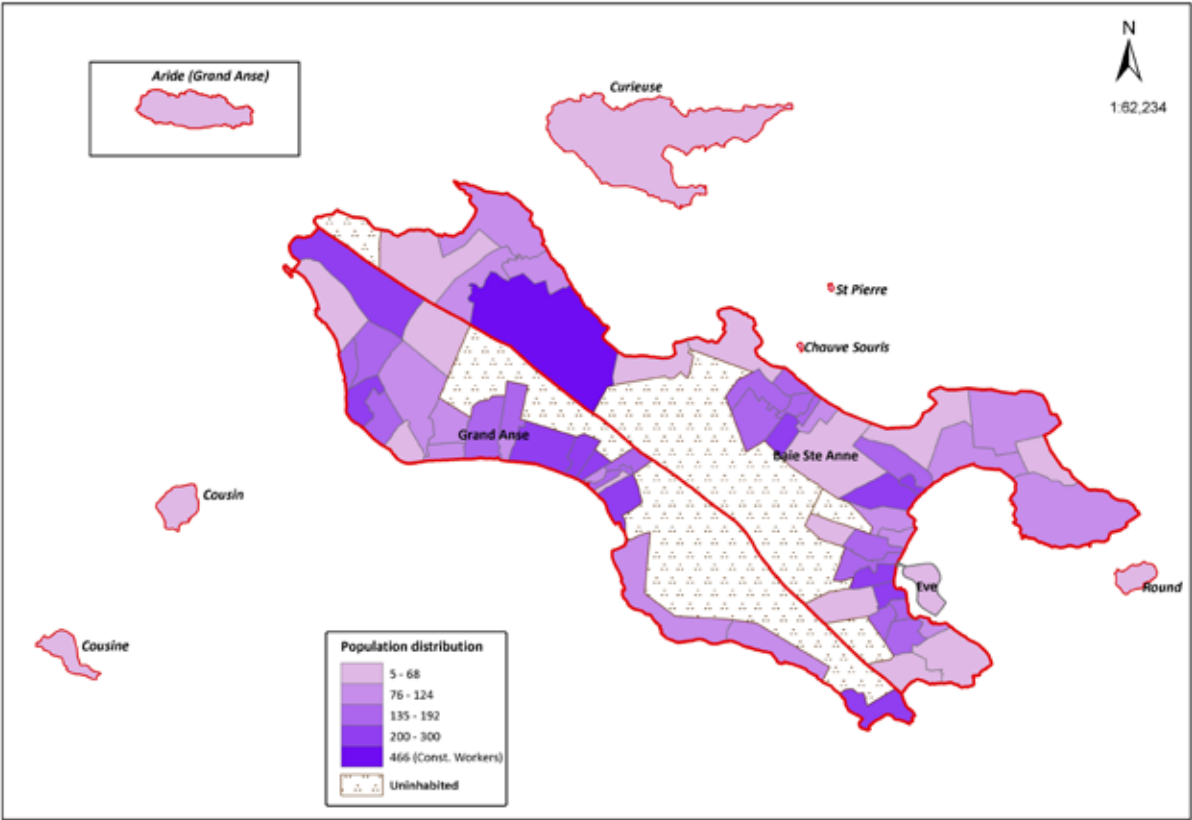 N
1:62,234
Aride (Grand Anse)
Curieuse
St Pierre
Chauve Souris
Grand Anse
Baie Ste Anne
Cousin
Eve
Round
Cousine
Population distribution
5 - 68
76 - 124
135 - 192
200 - 300
466 (Const. Workers)
Uninhabited